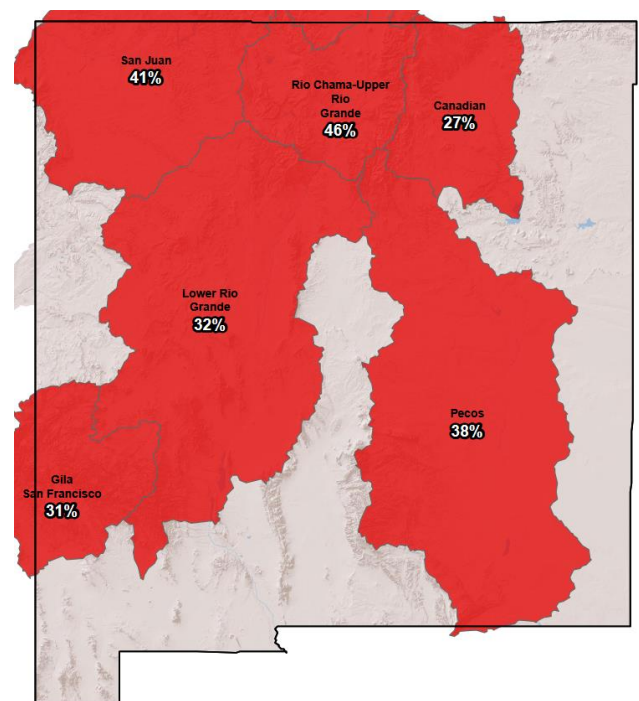 San Juan
41%
Rio Chama-Upper
Rio
Grande
46%
Canadian
27%
Lower Rio
Grande
32%
Pecos
38%
Gila
San Francisco
31%